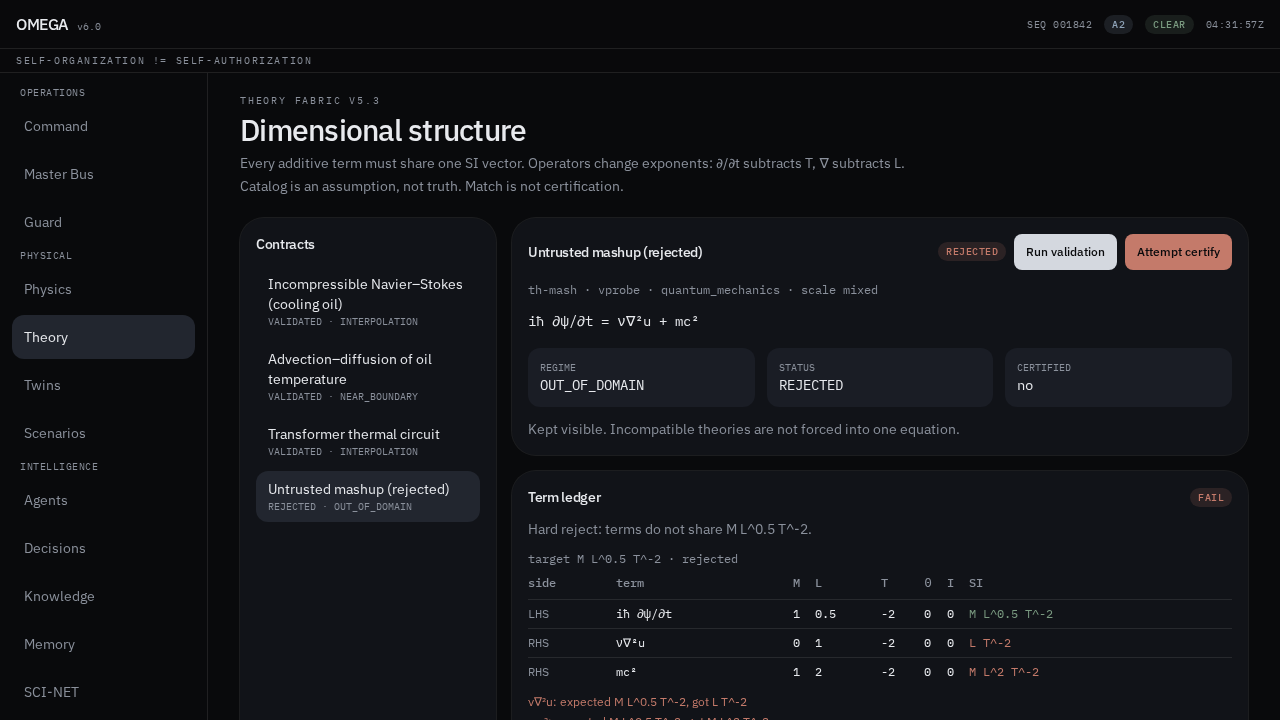 OMEGA v6.0
SEQ 001842 A2 CLEAR 04:31:57Z
SELF-ORGANIZATION != SELF-AUTHORIZATION
OPERATIONS
Command
Master Bus
Guard
PHYSICAL
Physics
Theory
Twins
Scenarios
INTELLIGENCE
Agents
Decisions
Knowledge
Memory
SCI-NET
THEORY FABRIC V5.3
Dimensional structure
Every additive term must share one SI vector. Operators change exponents: ∂/∂t subtracts T, ∇ subtracts L.
Catalog is an assumption, not truth. Match is not certification.
Contracts
Incompressible Navier–Stokes
(cooling oil)
VALIDATED · INTERPOLATION
Advection–diffusion of oil
temperature
VALIDATED · NEAR_BOUNDARY
Transformer thermal circuit
VALIDATED · INTERPOLATION
Untrusted mashup (rejected)
REJECTED · OUT_OF_DOMAIN
Untrusted mashup (rejected)
REJECTED Run validation Attempt certify
th-mash · vprobe · quantum_mechanics · scale mixed
iħ ∂ψ/∂t = ν∇²u + mc²
REGIME
OUT_OF_DOMAIN
STATUS
REJECTED
CERTIFIED
no
Kept visible. Incompatible theories are not forced into one equation.
Term ledger FAIL
Hard reject: terms do not share M L^0.5 T^-2.
target M L^0.5 T^-2 · rejected
side term M L T Θ I SI
LHS iħ ∂ψ/∂t 1 0.5 -2 0 0 M L^0.5 T^-2
RHS ν∇²u 0 1 -2 0 0 L T^-2
RHS mc² 1 2 -2 0 0 M L^2 T^-2
ν∇²u: expected M L^0.5 T^-2, got L T^-2